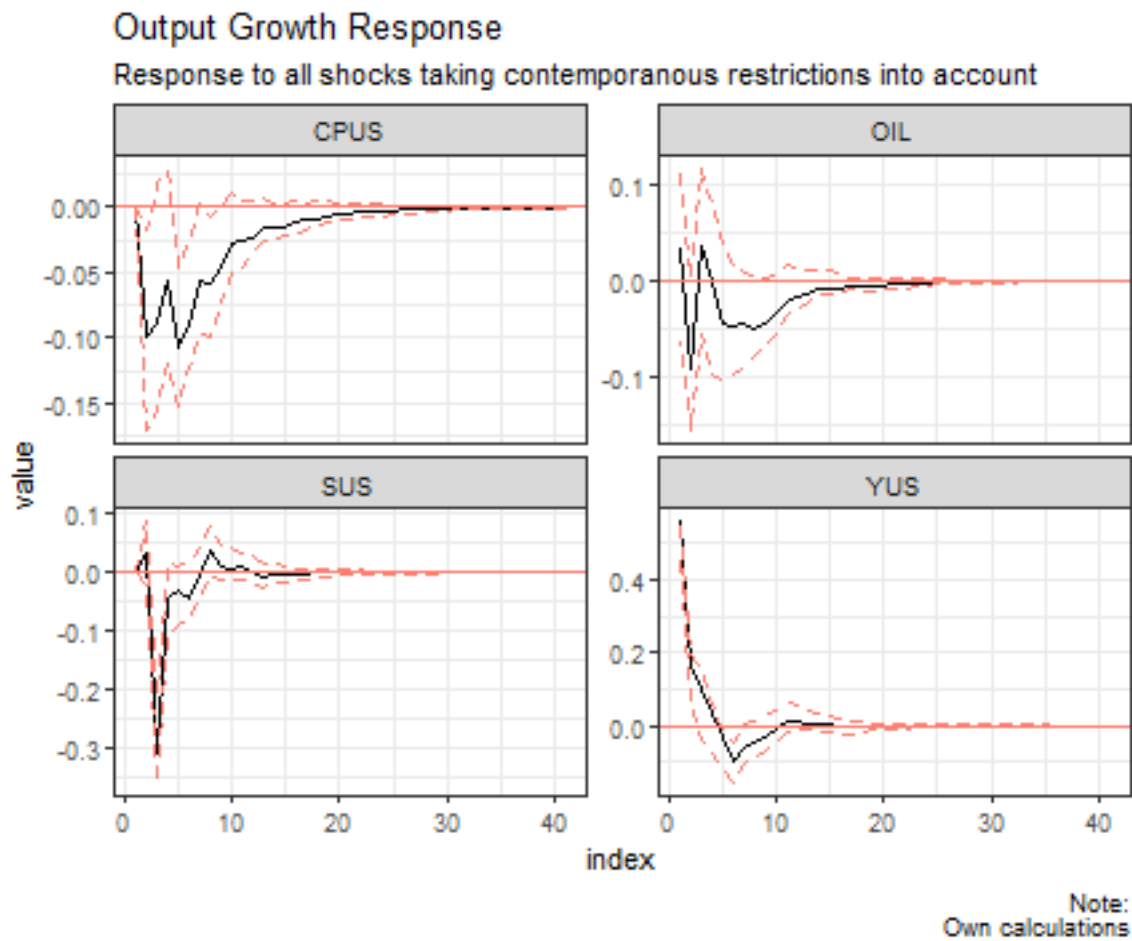 Output Growth Response
Response to all shocks taking contemporanous restrictions into account
CPUS
OIL
0.00
-0.05
-0.10
-0.15
0.1
0.0
-0.1
value
SUS
YUS
0.1
0.0
-0.1
-0.2
-0.3
0.4
0.2
0.0
0 10 20 30 40
0 10 20 30 40
index
Note:
Own calculations